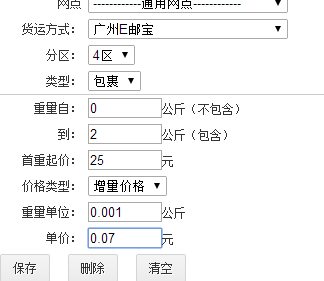 网点 ------------通用网点------------
货运方式: 广州E邮宝
分区: 4区
类型: 包裹
重量自: 0 公斤（不包含）
到: 2 公斤（包含）
首重起价: 25 元
价格类型: 增量价格
重量单位: 0.001 公斤
单价: 0.07 元
保存 删除 清空